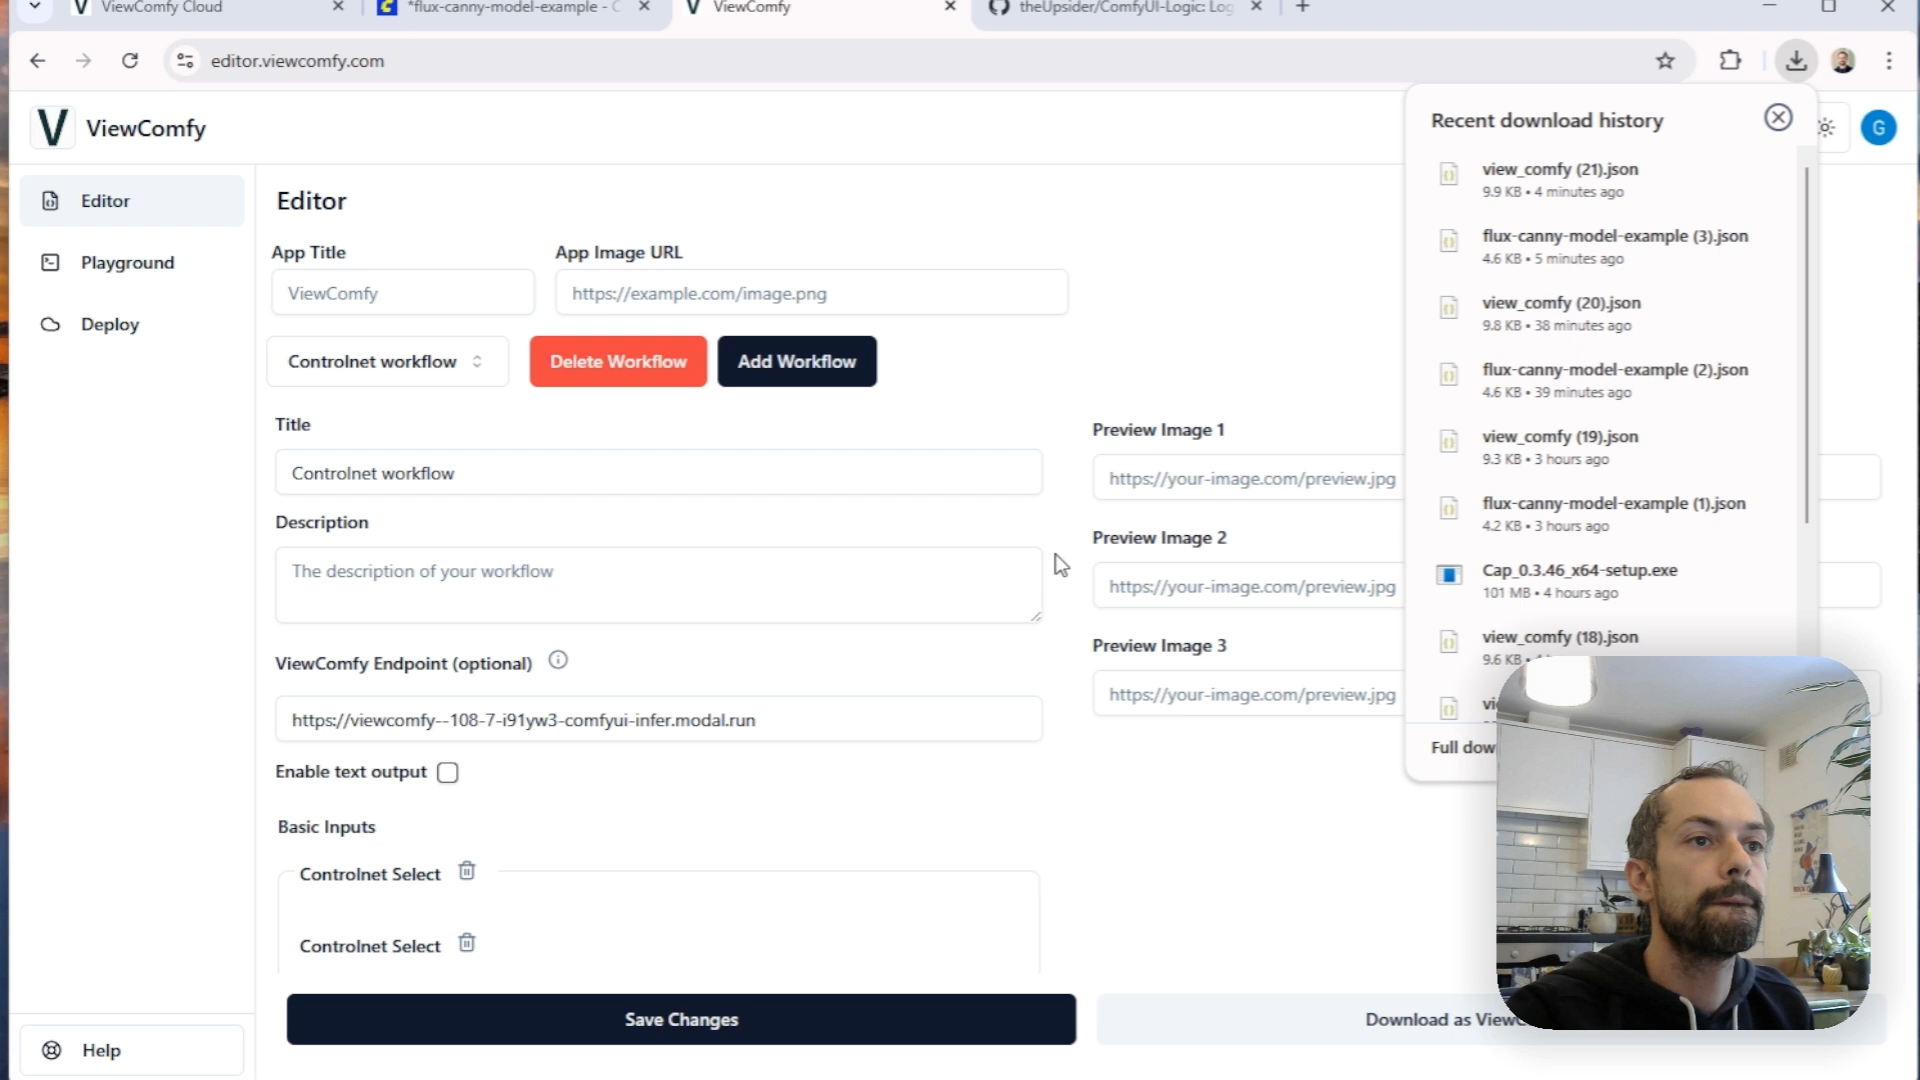 ViewComfy Cloud
*flux-canny-model-example - C
ViewComfy
theUpsider/ComfyUI-Logic: Log
editor.viewcomfy.com
ViewComfy
G
Editor
Playground
Deploy
Help
Editor
App Title
App Image URL
ViewComfy
https://example.com/image.png
Controlnet workflow
Delete Workflow
Add Workflow
Title
Controlnet workflow
Description
The description of your workflow
ViewComfy Endpoint (optional)
https://viewcomfy--108-7-i91yw3-comfyui-infer.modal.run
Enable text output
Basic Inputs
Controlnet Select
Controlnet Select
Preview Image 1
https://your-image.com/preview.jpg
Preview Image 2
https://your-image.com/preview.jpg
Preview Image 3
https://your-image.com/preview.jpg
Save Changes
Download as View
Recent download history
view_comfy (21).json
9.9 KB • 4 minutes ago
flux-canny-model-example (3).json
4.6 KB • 5 minutes ago
view_comfy (20).json
9.8 KB • 38 minutes ago
flux-canny-model-example (2).json
4.6 KB • 39 minutes ago
view_comfy (19).json
9.3 KB • 3 hours ago
flux-canny-model-example (1).json
4.2 KB • 3 hours ago
Cap_0.3.46_x64-setup.exe
101 MB • 4 hours ago
view_comfy (18).json
9.6 KB •
Full dow